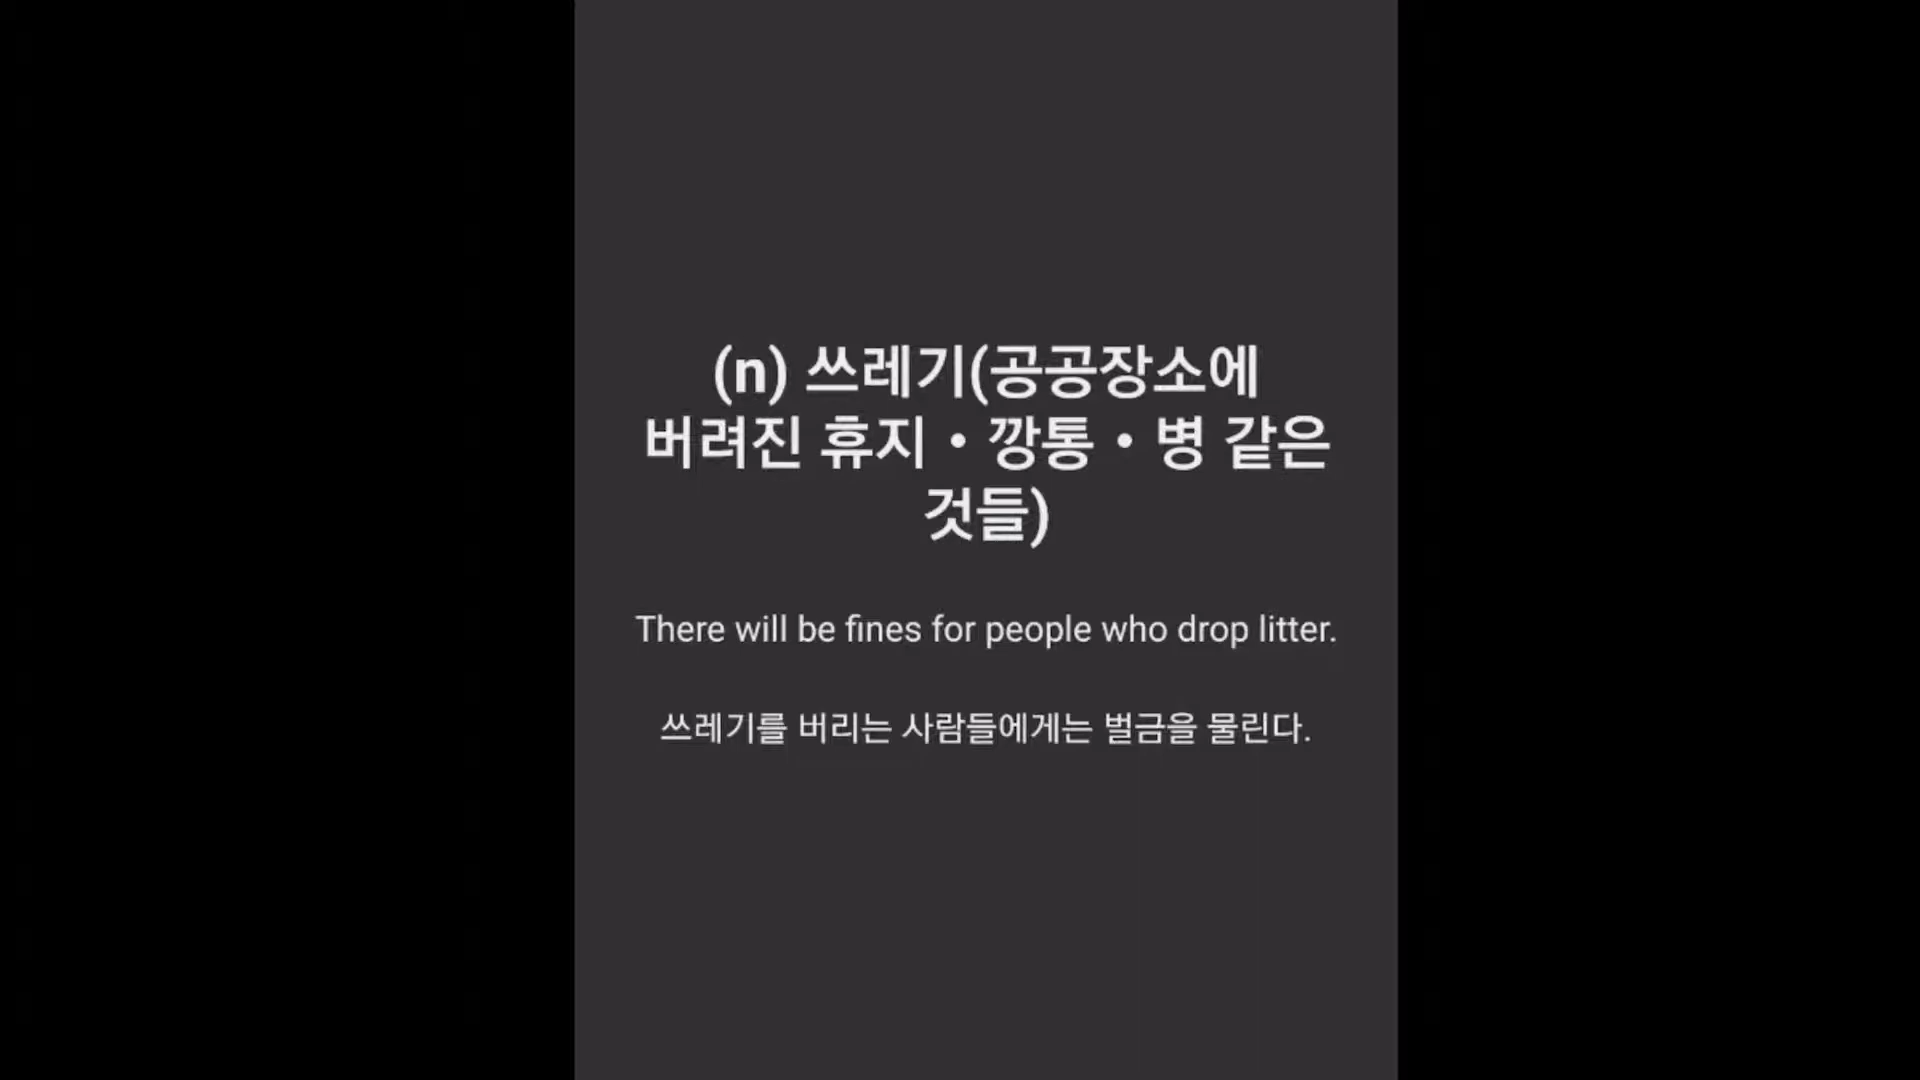 (n) 쓰레기(공공장소에
버려진 휴지・깡통・병 같은
것들)
There will be fines for people who drop litter.
쓰레기를 버리는 사람들에게는 벌금을 물린다.